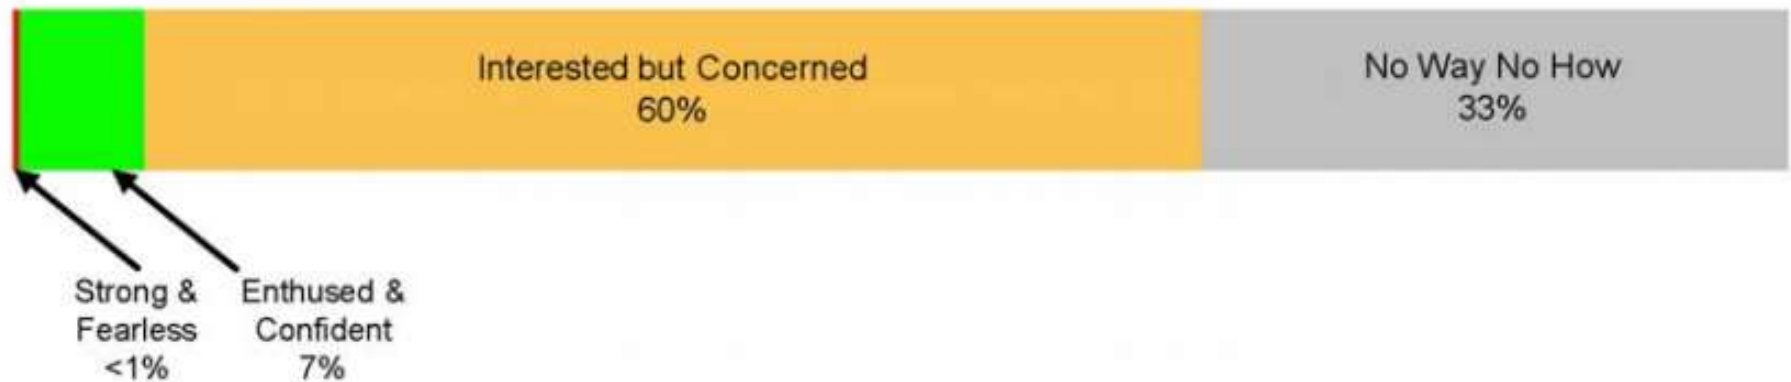 Interested but Concerned
60%
No Way No How
33%
Strong &
Fearless
<1%
Enthused &
Confident
7%